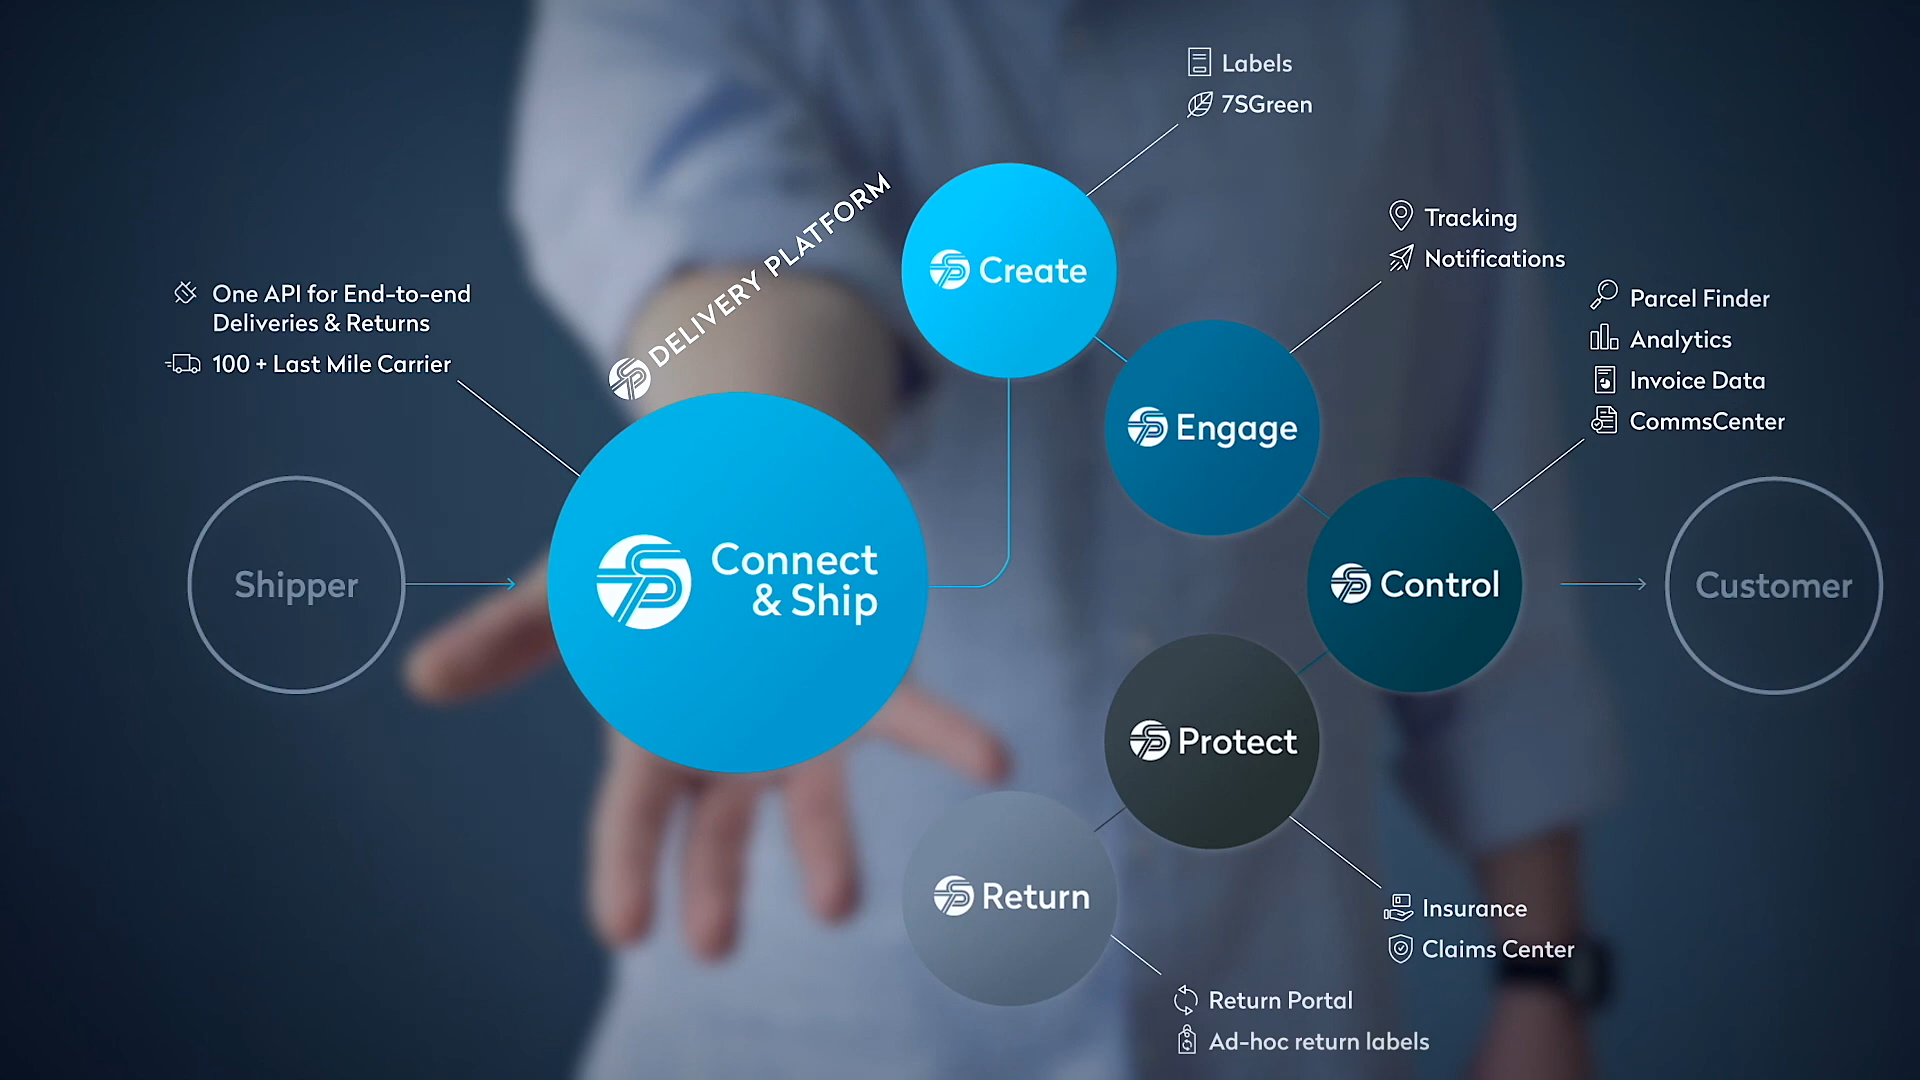 Labels
7SGreen
DELIVERY PLATFORM
Create
Tracking
Notifications
One API for End-to-end
Deliveries & Returns
100 + Last Mile Carrier
Parcel Finder
Analytics
Invoice Data
CommsCenter
Engage
Shipper
Connect
& Ship
Control
Customer
Protect
Return
Insurance
Claims Center
Return Portal
Ad-hoc return labels